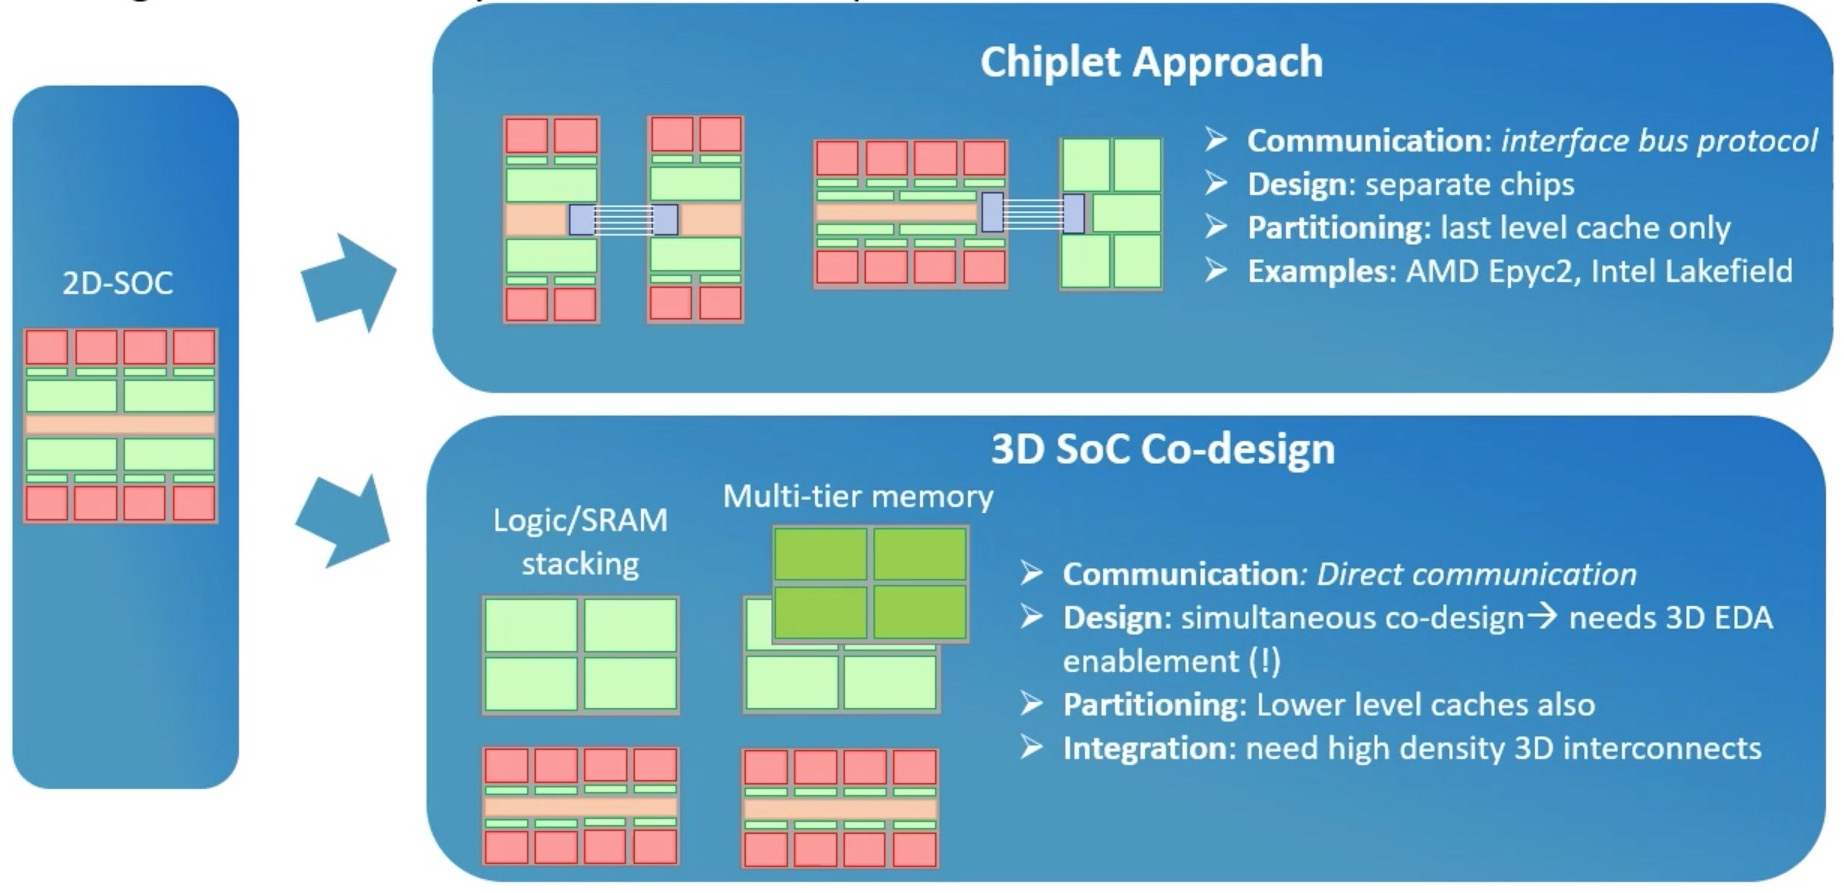 Chiplet Approach
2D-SOC
➢ Communication: interface bus protocol
➢ Design: separate chips
➢ Partitioning: last level cache only
➢ Examples: AMD Epyc2, Intel Lakefield
3D SoC Co-design
Logic/SRAM
stacking
Multi-tier memory
➢ Communication: Direct communication
➢ Design: simultaneous co-design→ needs 3D EDA
enablement (!)
➢ Partitioning: Lower level caches also
➢ Integration: need high density 3D interconnects